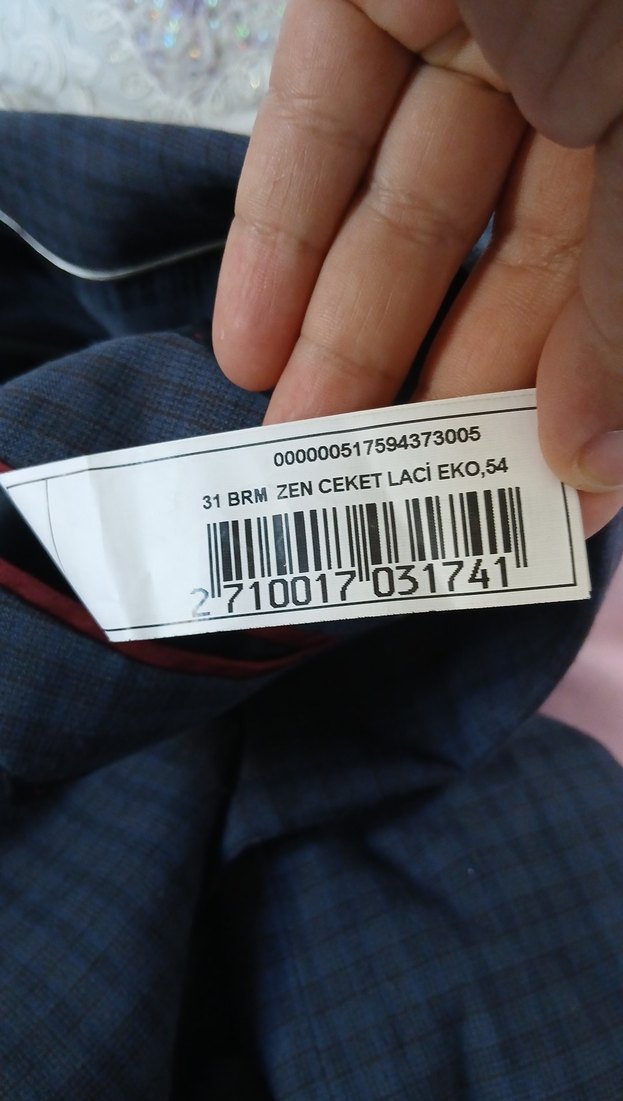 000000517594373005
31 BRM ZEN CEKET LACİ EKO,54
2 710017 031741